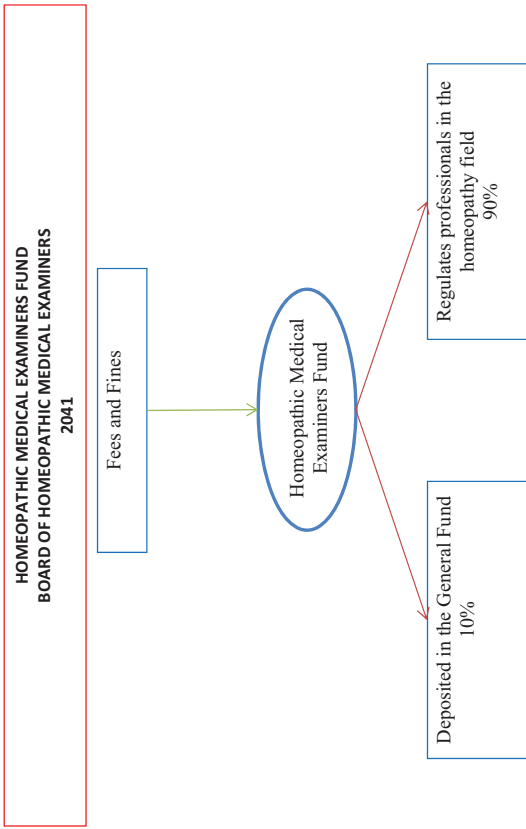 HOMEOPATHIC MEDICAL EXAMINERS FUND
BOARD OF HOMEOPATHIC MEDICAL EXAMINERS
2041
Fees and Fines
Homeopathic Medical
Examiners Fund
Deposited in the General Fund
10%
Regulates professionals in the
homeopathy field
90%